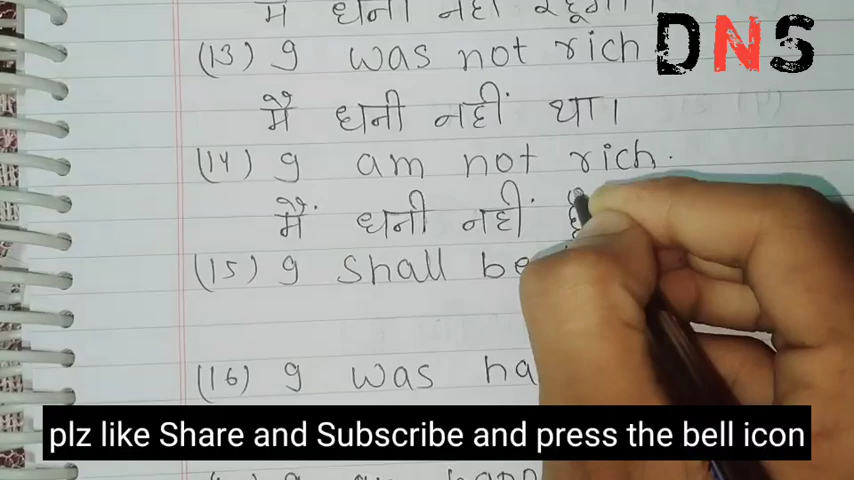 मैं धनी नहीं रहूँगा।
(13) I was not rich
DNS
मैं धनी नहीं था।
(14) I am not rich.
मैं धनी नहीं
(15) I shall be
(16) I was ha
plz like Share and Subscribe and press the bell icon